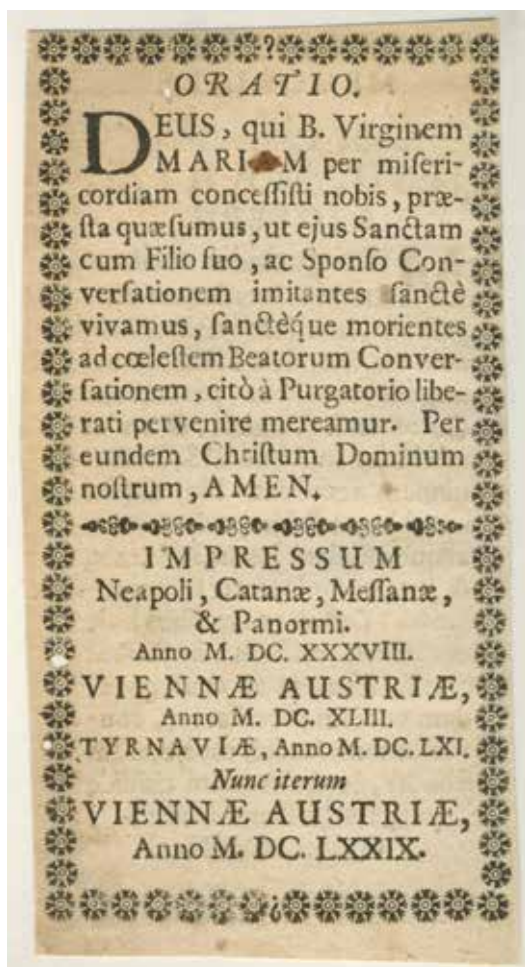 ORATIO.
DEUS, qui B. Virginem
MARIAM per miſeri-
cordiam conceſſiſti nobis, præ-
ſta quæſumus, ut ejus Sanctam
cum Filio ſuo, ac Sponſo Con-
verſationem imitantes ſanctè
vivamus, ſanctèq́ue morientes
ad cœleſtem Beatorum Conver-
ſationem, citò à Purgatorio libe-
rati pervenire mereamur. Per
eundem Chriſtum Dominum
noſtrum, AMEN.
IMPRESSUM
Neapoli, Catanæ, Meſſanæ,
& Panormi.
Anno M. DC. XXXVIII.
VIENNÆ AUSTRIÆ,
Anno M. DC. XLIII.
TYRNAVIÆ, Anno M. DC. LXI.
Nunc iterum
VIENNÆ AUSTRIÆ,
Anno M. DC. LXXIX.